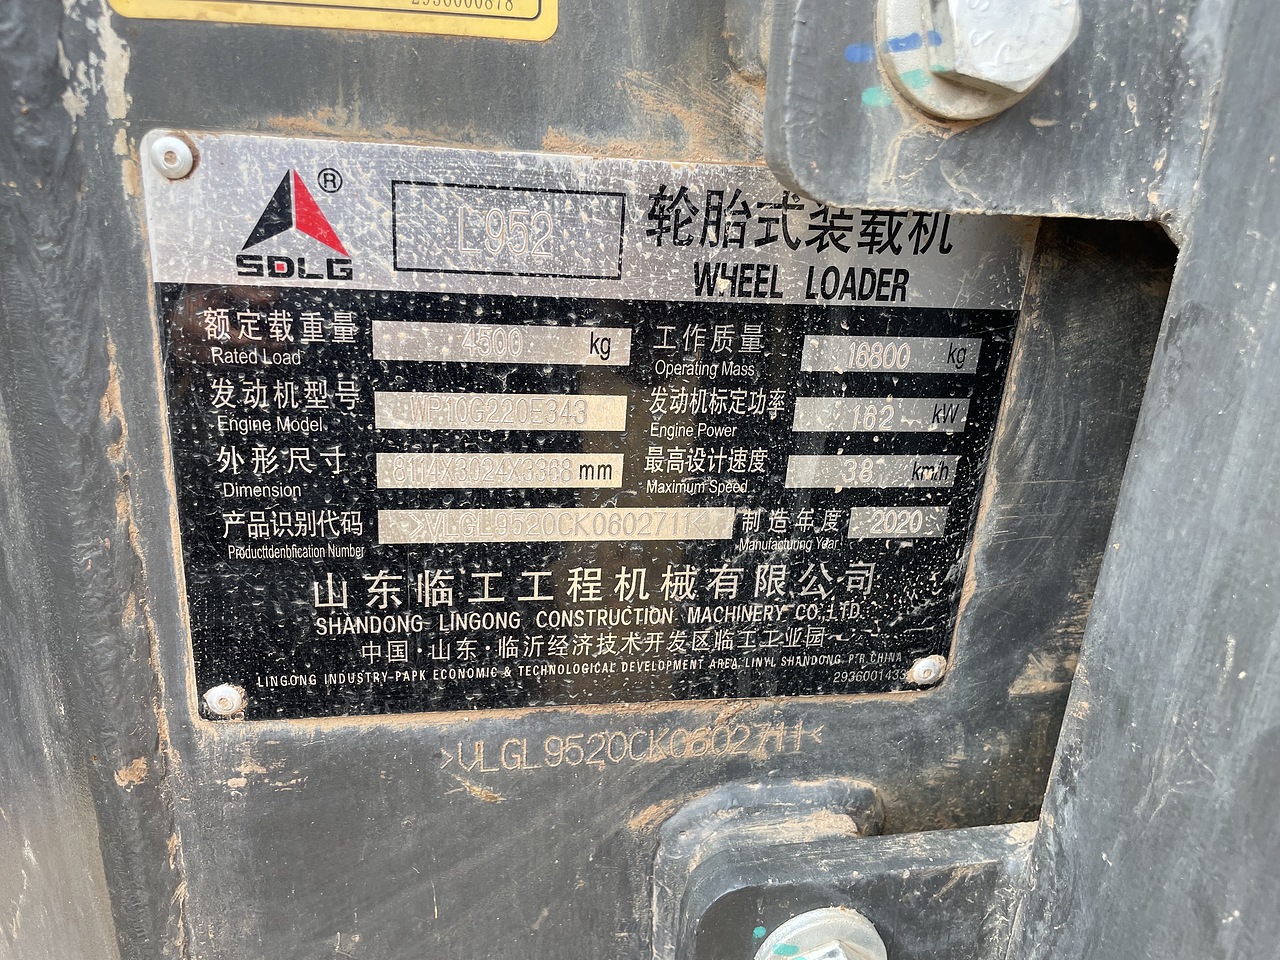 2936000878
®
SDLG
L952
轮胎式装载机
WHEEL LOADER
额定载重量 4500 kg 工作质量 16800 kg
Rated Load Operating Mass
发动机型号 WP10G220E343 发动机标定功率 162 kW
Engine Model Engine Power
外形尺寸 8114X3024X3368 mm 最高设计速度 38 km/h
Dimension Maximum Speed
产品识别代码 >VLGL9520CK0602711< 制造年度 2020
ProductIdenbfication Number Manufacturing Year
山东临工工程机械有限公司
SHANDONG LINGONG CONSTRUCTION MACHINERY CO.,LTD.
中国·山东·临沂经济技术开发区临工工业园
LINGONG INDUSTRY-PAPK ECONOMIC & TECHNOLOGICAL DEVELOPMENT AREA LINYI, SHANDONG, P.R.CHINA
>VLGL9520CK0602711<